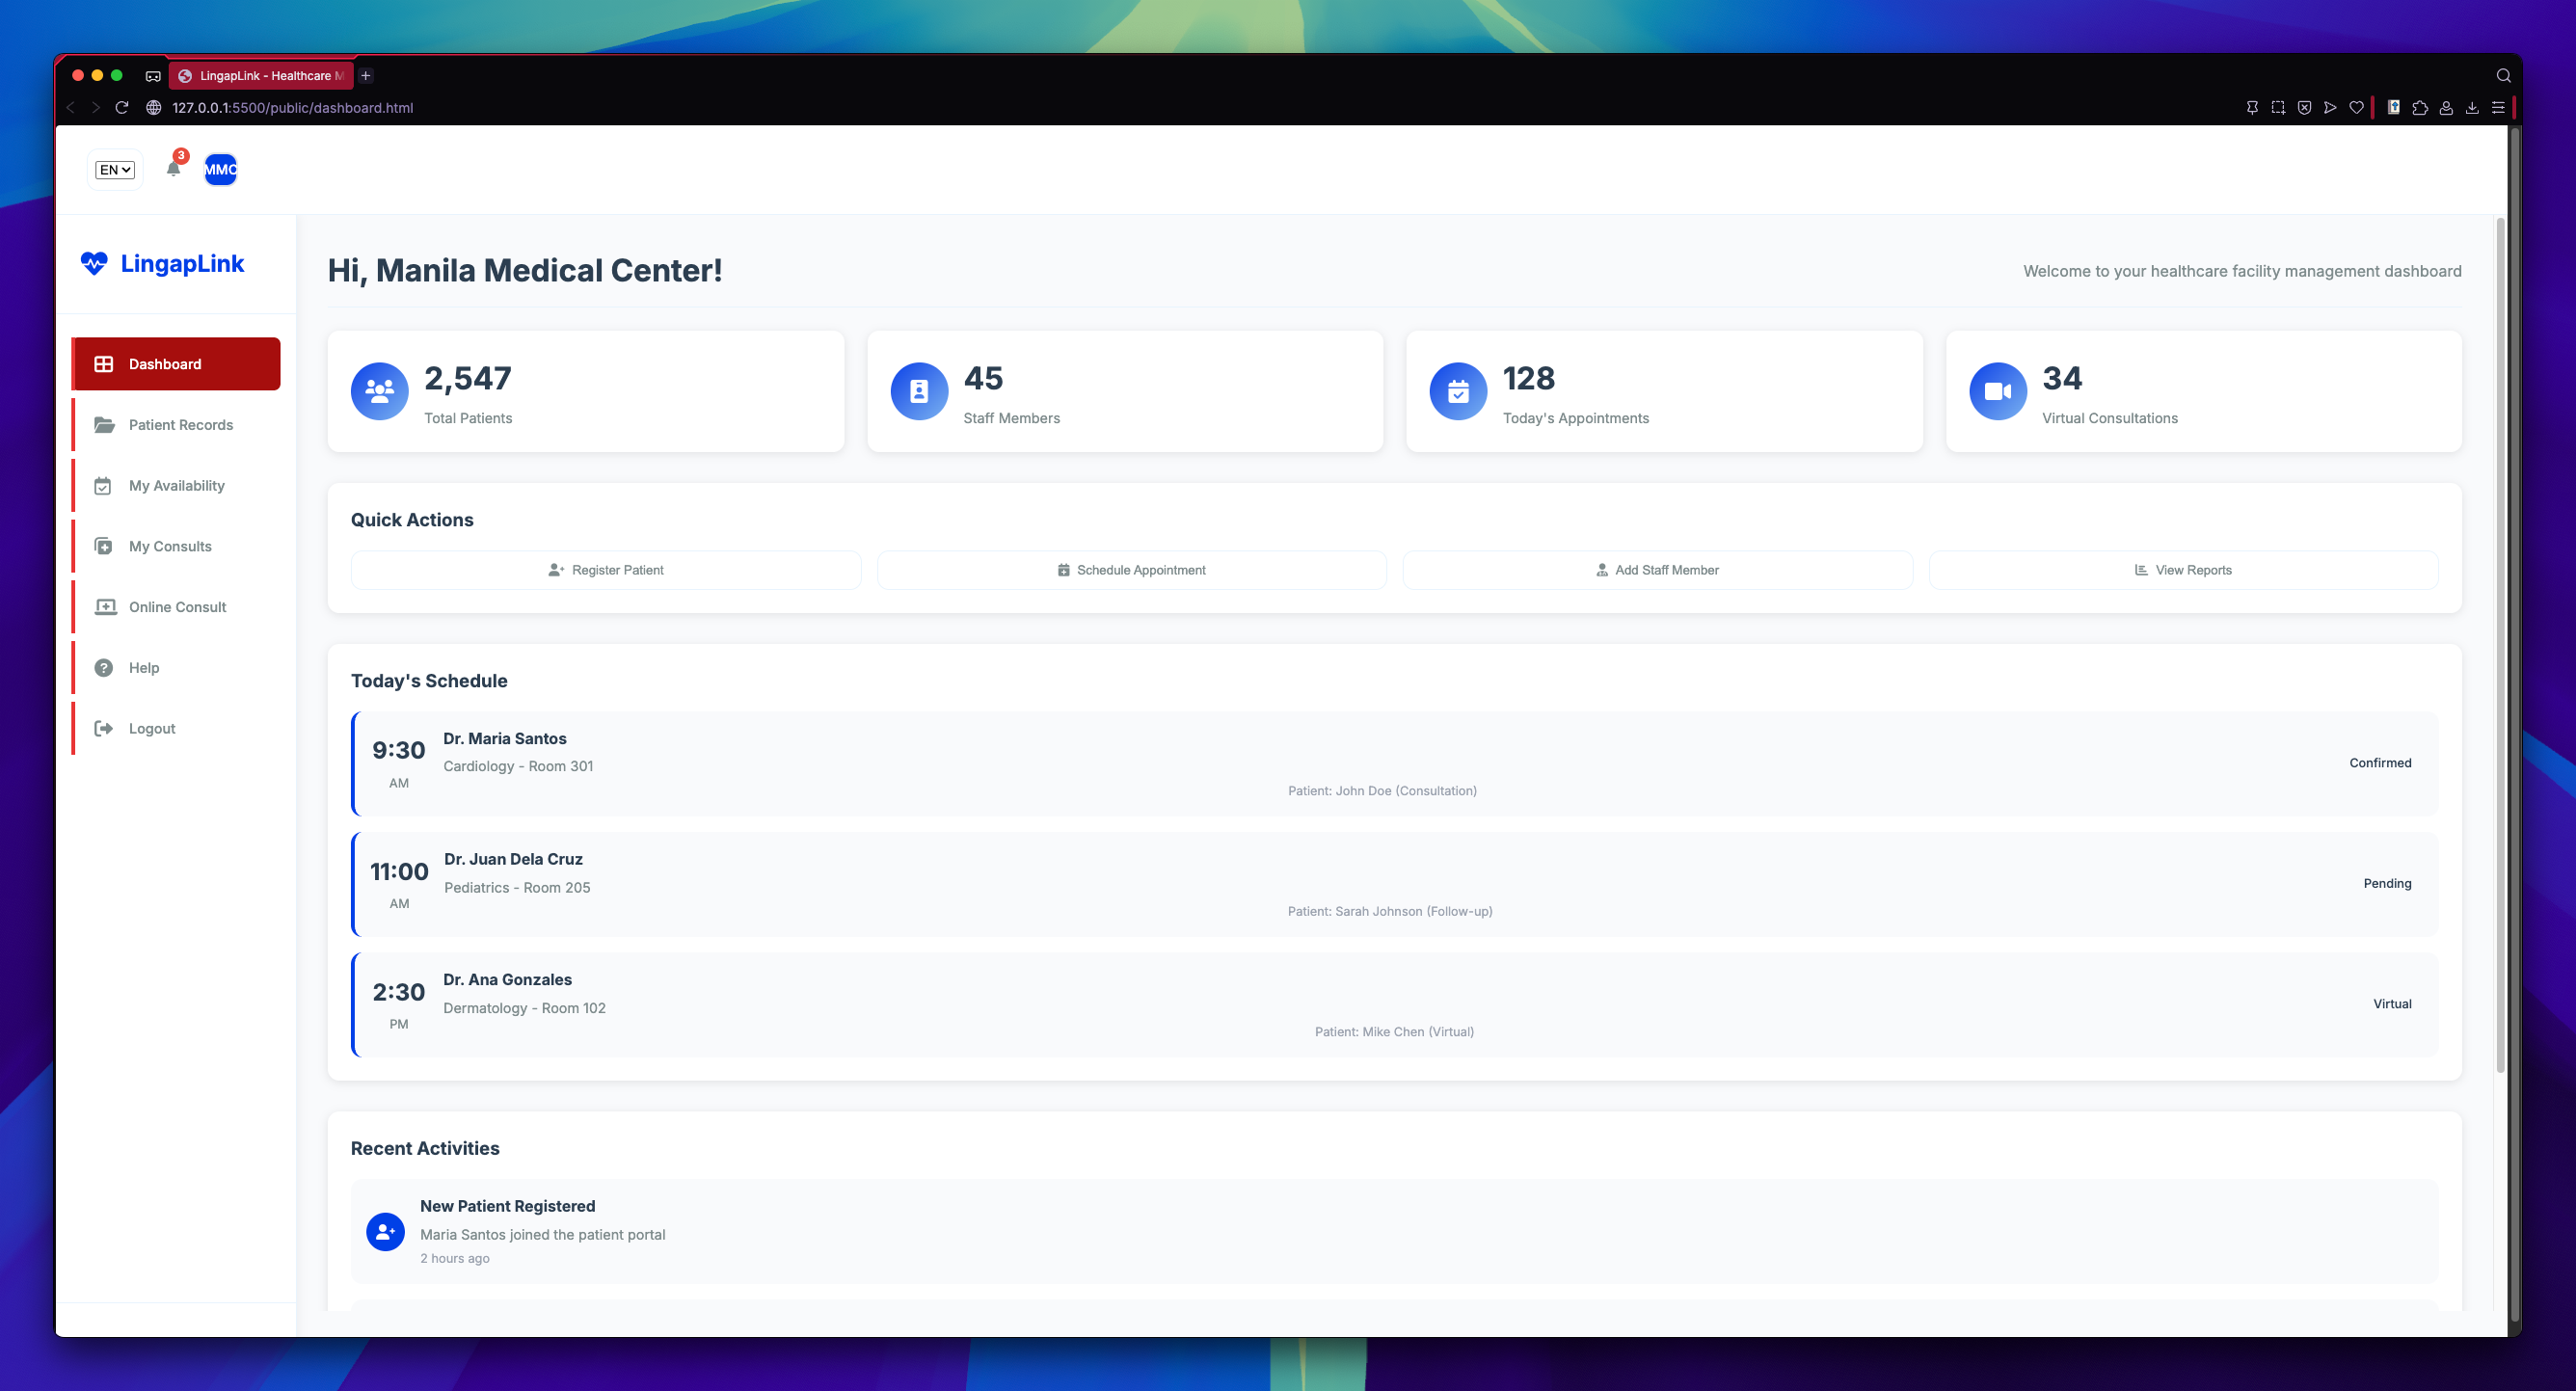 LingapLink - Healthcare M
127.0.0.1:5500/public/dashboard.html
EN
3
MMC
LingapLink
Dashboard
Patient Records
My Availability
My Consults
Online Consult
Help
Logout
Hi, Manila Medical Center!
Welcome to your healthcare facility management dashboard
2,547
Total Patients
45
Staff Members
128
Today's Appointments
34
Virtual Consultations
Quick Actions
Register Patient
Schedule Appointment
Add Staff Member
View Reports
Today's Schedule
9:30
AM
Dr. Maria Santos
Cardiology - Room 301
Patient: John Doe (Consultation)
Confirmed
11:00
AM
Dr. Juan Dela Cruz
Pediatrics - Room 205
Patient: Sarah Johnson (Follow-up)
Pending
2:30
PM
Dr. Ana Gonzales
Dermatology - Room 102
Patient: Mike Chen (Virtual)
Virtual
Recent Activities
New Patient Registered
Maria Santos joined the patient portal
2 hours ago